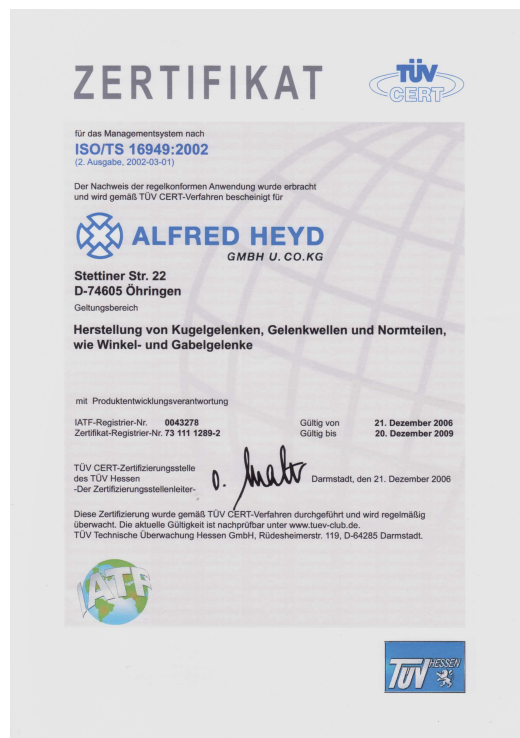 ZERTIFIKAT
TÜV
CERT
für das Managementsystem nach
ISO/TS 16949:2002
(2. Ausgabe, 2002-03-01)
Der Nachweis der regelkonformen Anwendung wurde erbracht
und wird gemäß TÜV CERT-Verfahren bescheinigt für
ALFRED HEYD
GMBH U. CO.KG
Stettiner Str. 22
D-74605 Öhringen
Geltungsbereich
Herstellung von Kugelgelenken, Gelenkwellen und Normteilen,
wie Winkel- und Gabelgelenke
mit Produktentwicklungsverantwortung
IATF-Registrier-Nr. 0043278 Gültig von 21. Dezember 2006
Zertifikat-Registrier-Nr. 73 111 1289-2 Gültig bis 20. Dezember 2009
TÜV CERT-Zertifizierungsstelle
des TÜV Hessen
-Der Zertifizierungsstellenleiter-
Darmstadt, den 21. Dezember 2006
Diese Zertifizierung wurde gemäß TÜV CERT-Verfahren durchgeführt und wird regelmäßig
überwacht. Die aktuelle Gültigkeit ist nachprüfbar unter www.tuev-club.de.
TÜV Technische Überwachung Hessen GmbH, Rüdesheimerstr. 119, D-64285 Darmstadt.
IATF
TÜV HESSEN